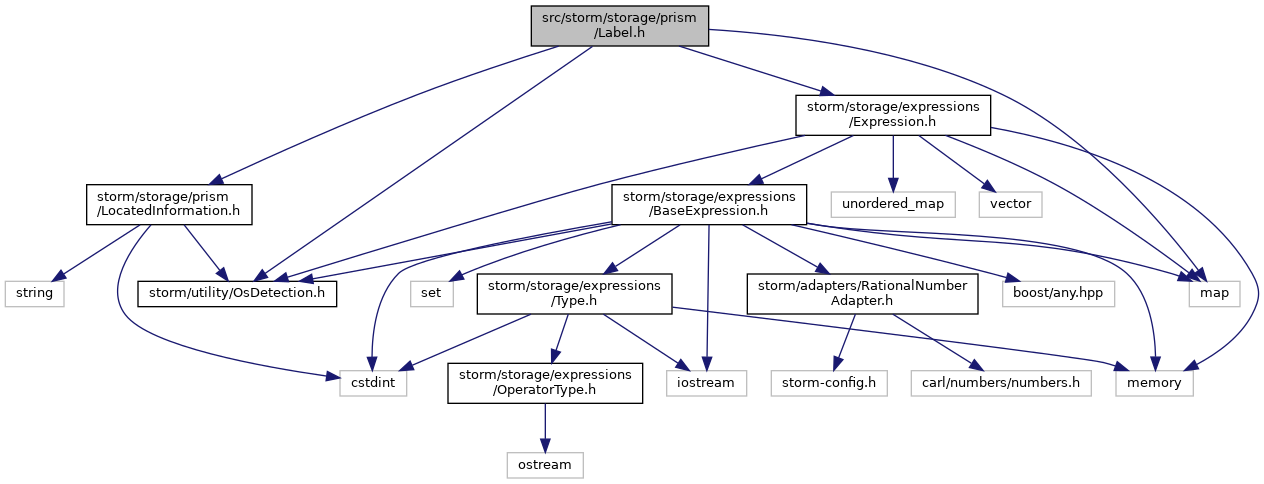 src/storm/storage/prism
/Label.h
storm/storage/expressions
/Expression.h
storm/storage/prism
/LocatedInformation.h
storm/storage/expressions
/BaseExpression.h
unordered_map
vector
string
storm/utility/OsDetection.h
set
storm/storage/expressions
/Type.h
storm/adapters/RationalNumber
Adapter.h
boost/any.hpp
map
cstdint
storm/storage/expressions
/OperatorType.h
iostream
storm-config.h
carl/numbers/numbers.h
memory
ostream